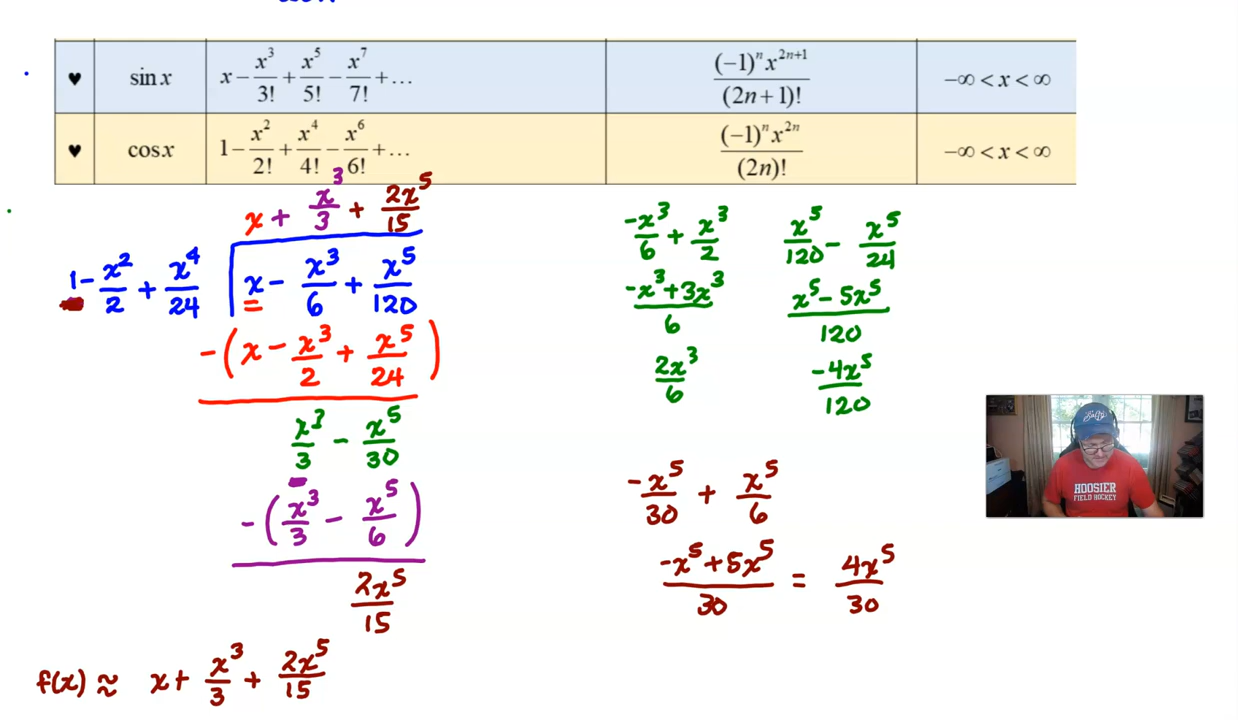 ♥ sin x x − x³/3! + x⁵/5! − x⁷/7! + … (−1)ⁿx²ⁿ⁺¹/(2n+1)! −∞ < x < ∞
♥ cos x 1 − x²/2! + x⁴/4! − x⁶/6! + … (−1)ⁿx²ⁿ/(2n)! −∞ < x < ∞
x + x³/3 + 2x⁵/15
1 − x²/2 + x⁴/24 x − x³/6 + x⁵/120
−(x − x³/2 + x⁵/24)
x³/3 − x⁵/30
−(x³/3 − x⁵/6)
2x⁵/15
f(x) ≈ x + x³/3 + 2x⁵/15
−x³/6 + x³/2
−x³+3x³/6
2x³/6
x⁵/120 − x⁵/24
x⁵−5x⁵/120
−4x⁵/120
−x⁵/30 + x⁵/6
−x⁵+5x⁵/30 = 4x⁵/30
HOOSIER
FIELD HOCKEY